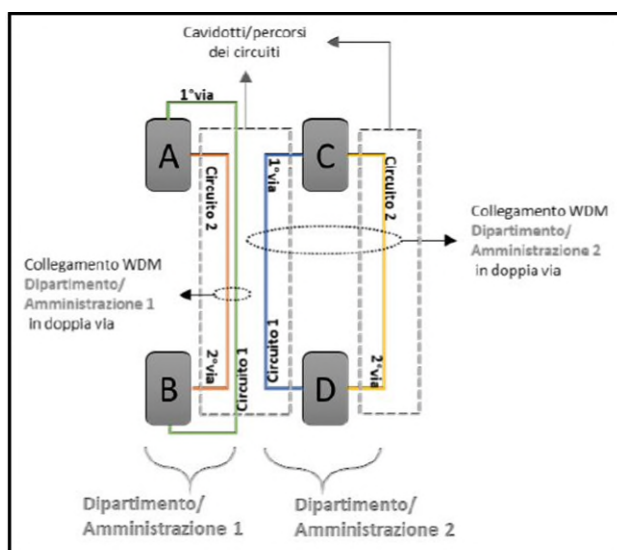 Cavidotti/percorsi
dei circuiti
1°via
A
C
Circuito 2
1°via
Circuito 2
Collegamento WDM
Dipartimento/
Amministrazione 2
in doppia via
Collegamento WDM
Dipartimento/
Amministrazione 1
in doppia via
B
2°via
Circuito 1
Circuito 1
D
2°via
Dipartimento/
Amministrazione 1
Dipartimento/
Amministrazione 2